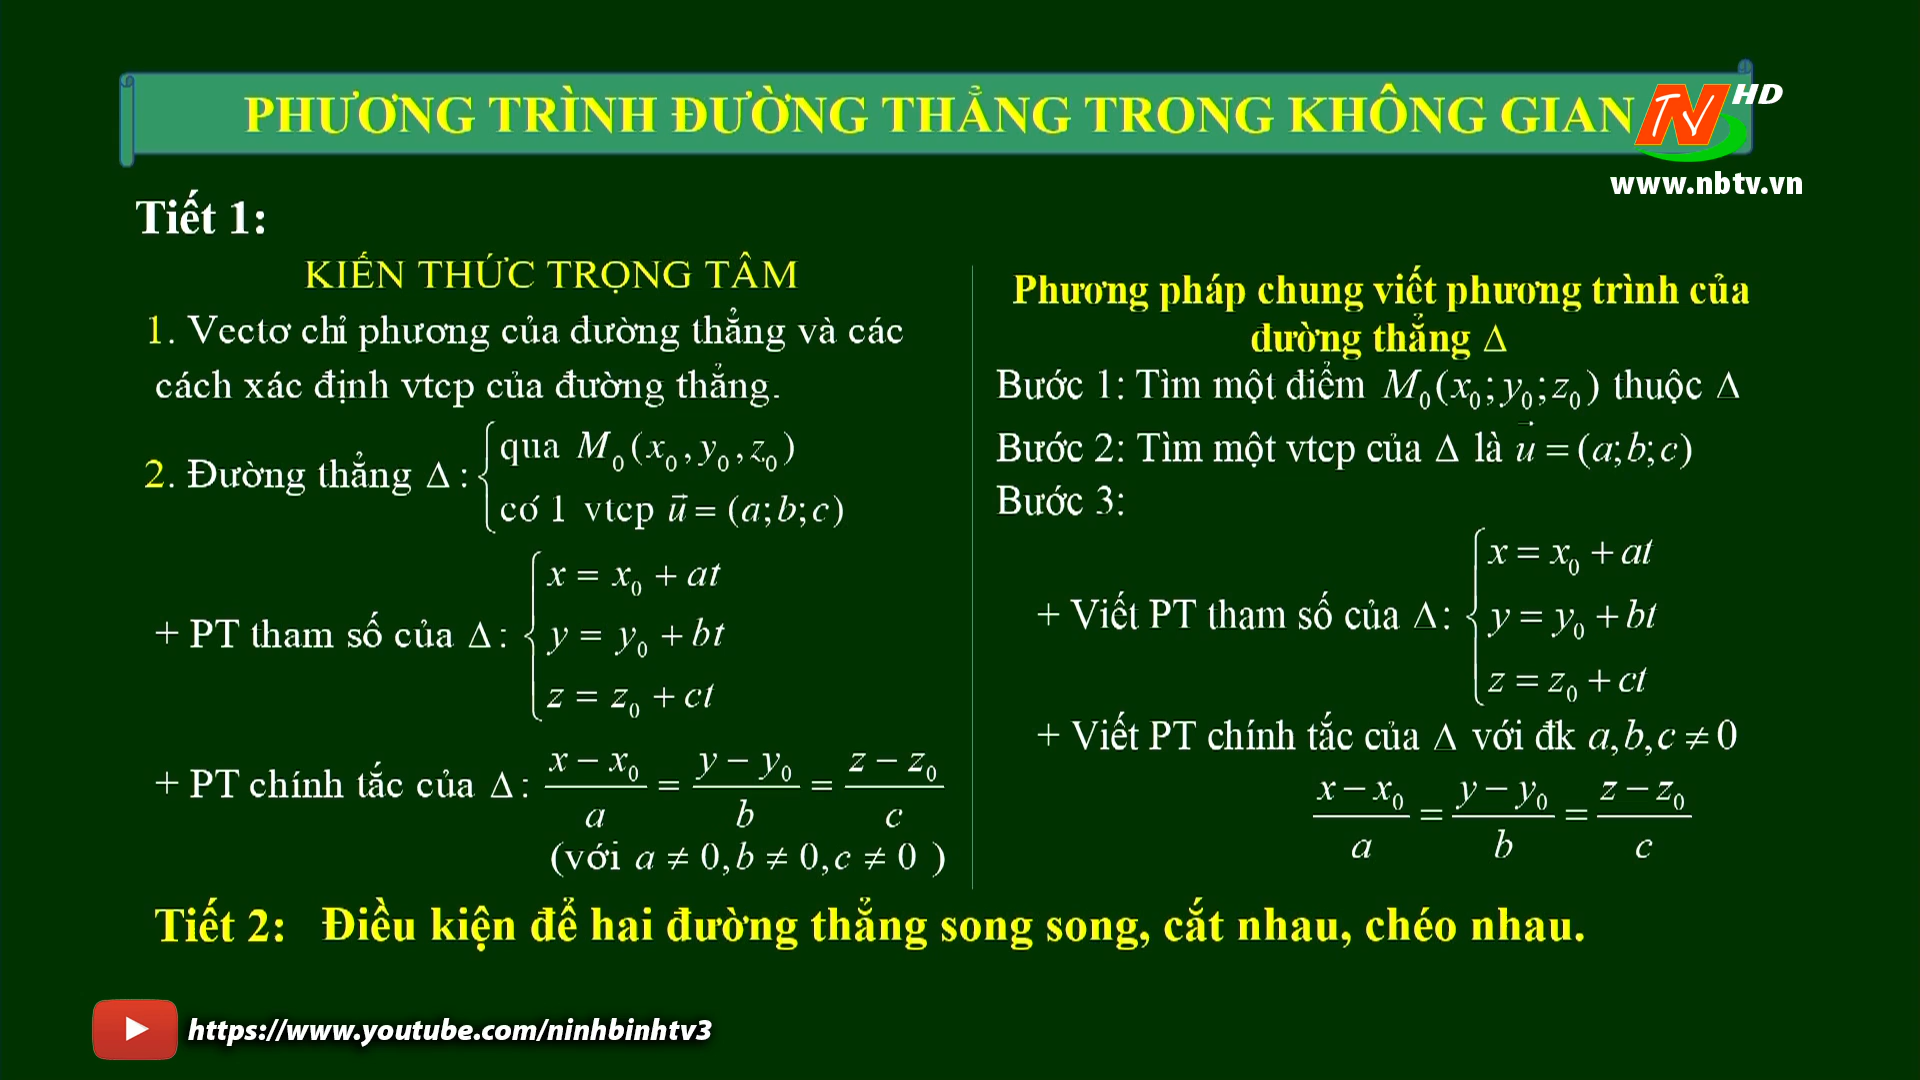 PHƯƠNG TRÌNH ĐƯỜNG THẲNG TRONG KHÔNG GIAN
NTV HD
www.nbtv.vn
Tiết 1:
KIẾN THỨC TRỌNG TÂM
1. Vectơ chỉ phương của đường thẳng và các
cách xác định vtcp của đường thẳng.
2. Đường thẳng Δ : { qua M₀(x₀, y₀, z₀)
có 1 vtcp u⃗ = (a;b;c)
+ PT tham số của Δ : { x = x₀ + at
y = y₀ + bt
z = z₀ + ct
+ PT chính tắc của Δ : (x − x₀)/a = (y − y₀)/b = (z − z₀)/c
(với a ≠ 0, b ≠ 0, c ≠ 0 )
Phương pháp chung viết phương trình của
đường thẳng Δ
Bước 1: Tìm một điểm M₀(x₀; y₀; z₀) thuộc Δ
Bước 2: Tìm một vtcp của Δ là u⃗ = (a;b;c)
Bước 3:
+ Viết PT tham số của Δ : { x = x₀ + at
y = y₀ + bt
z = z₀ + ct
+ Viết PT chính tắc của Δ với đk a,b,c ≠ 0
(x − x₀)/a = (y − y₀)/b = (z − z₀)/c
Tiết 2: Điều kiện để hai đường thẳng song song, cắt nhau, chéo nhau.
https://www.youtube.com/ninhbinhtv3